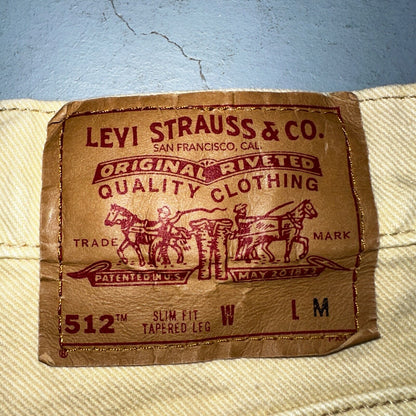 LEVI STRAUSS & CO.
SAN FRANCISCO, CAL.
ORIGINAL RIVETED
QUALITY CLOTHING
TRADE MARK
PATENTED IN U.S. MAY 20 1873
512™ SLIM FIT W L M
TAPERED LEG
®